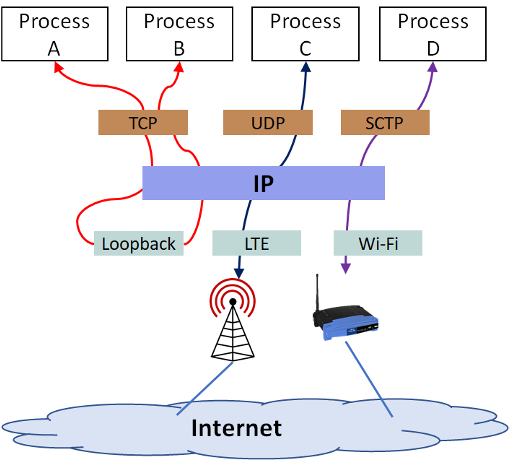 Process
A
Process
B
Process
C
Process
D
TCP
UDP
SCTP
IP
Loopback
LTE
Wi-Fi
Internet